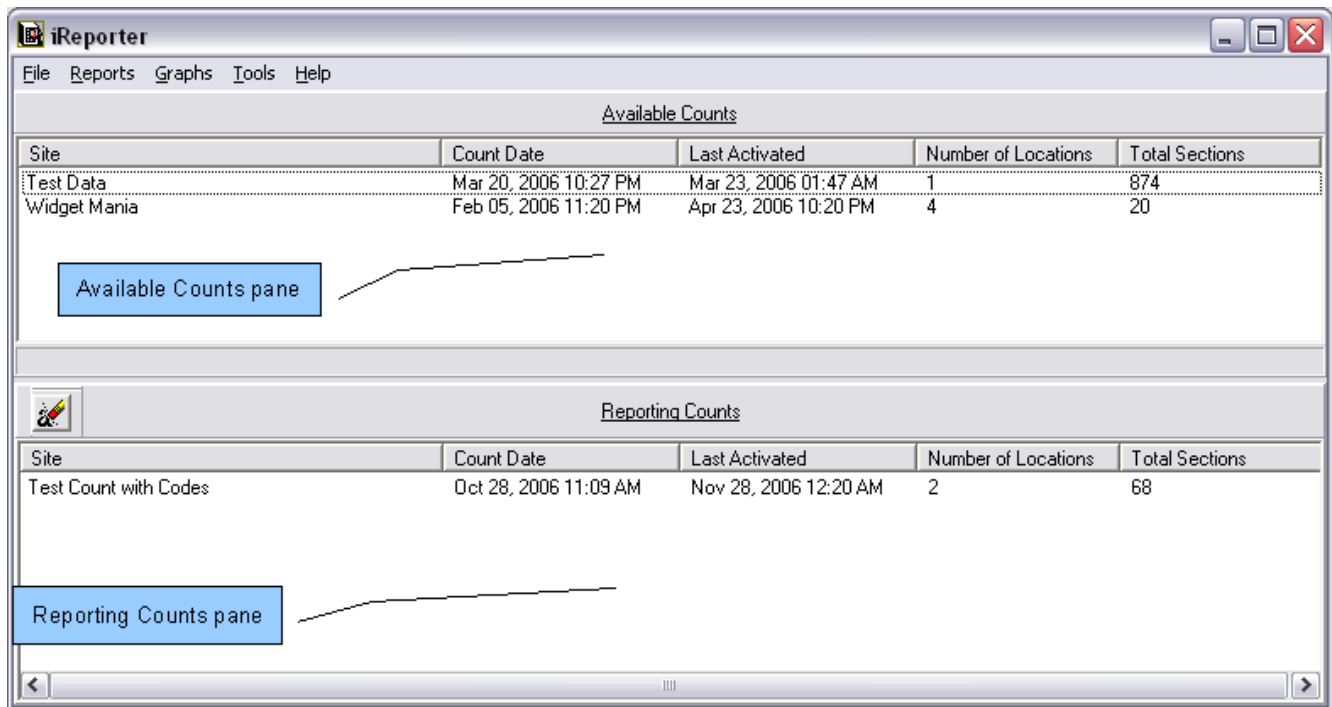 iReporter
File Reports Graphs Tools Help
Available Counts
Site Count Date Last Activated Number of Locations Total Sections
Test Data Mar 20, 2006 10:27 PM Mar 23, 2006 01:47 AM 1 874
Widget Mania Feb 05, 2006 11:20 PM Apr 23, 2006 10:20 PM 4 20
Available Counts pane
Reporting Counts
Site Count Date Last Activated Number of Locations Total Sections
Test Count with Codes Oct 28, 2006 11:09 AM Nov 28, 2006 12:20 AM 2 68
Reporting Counts pane